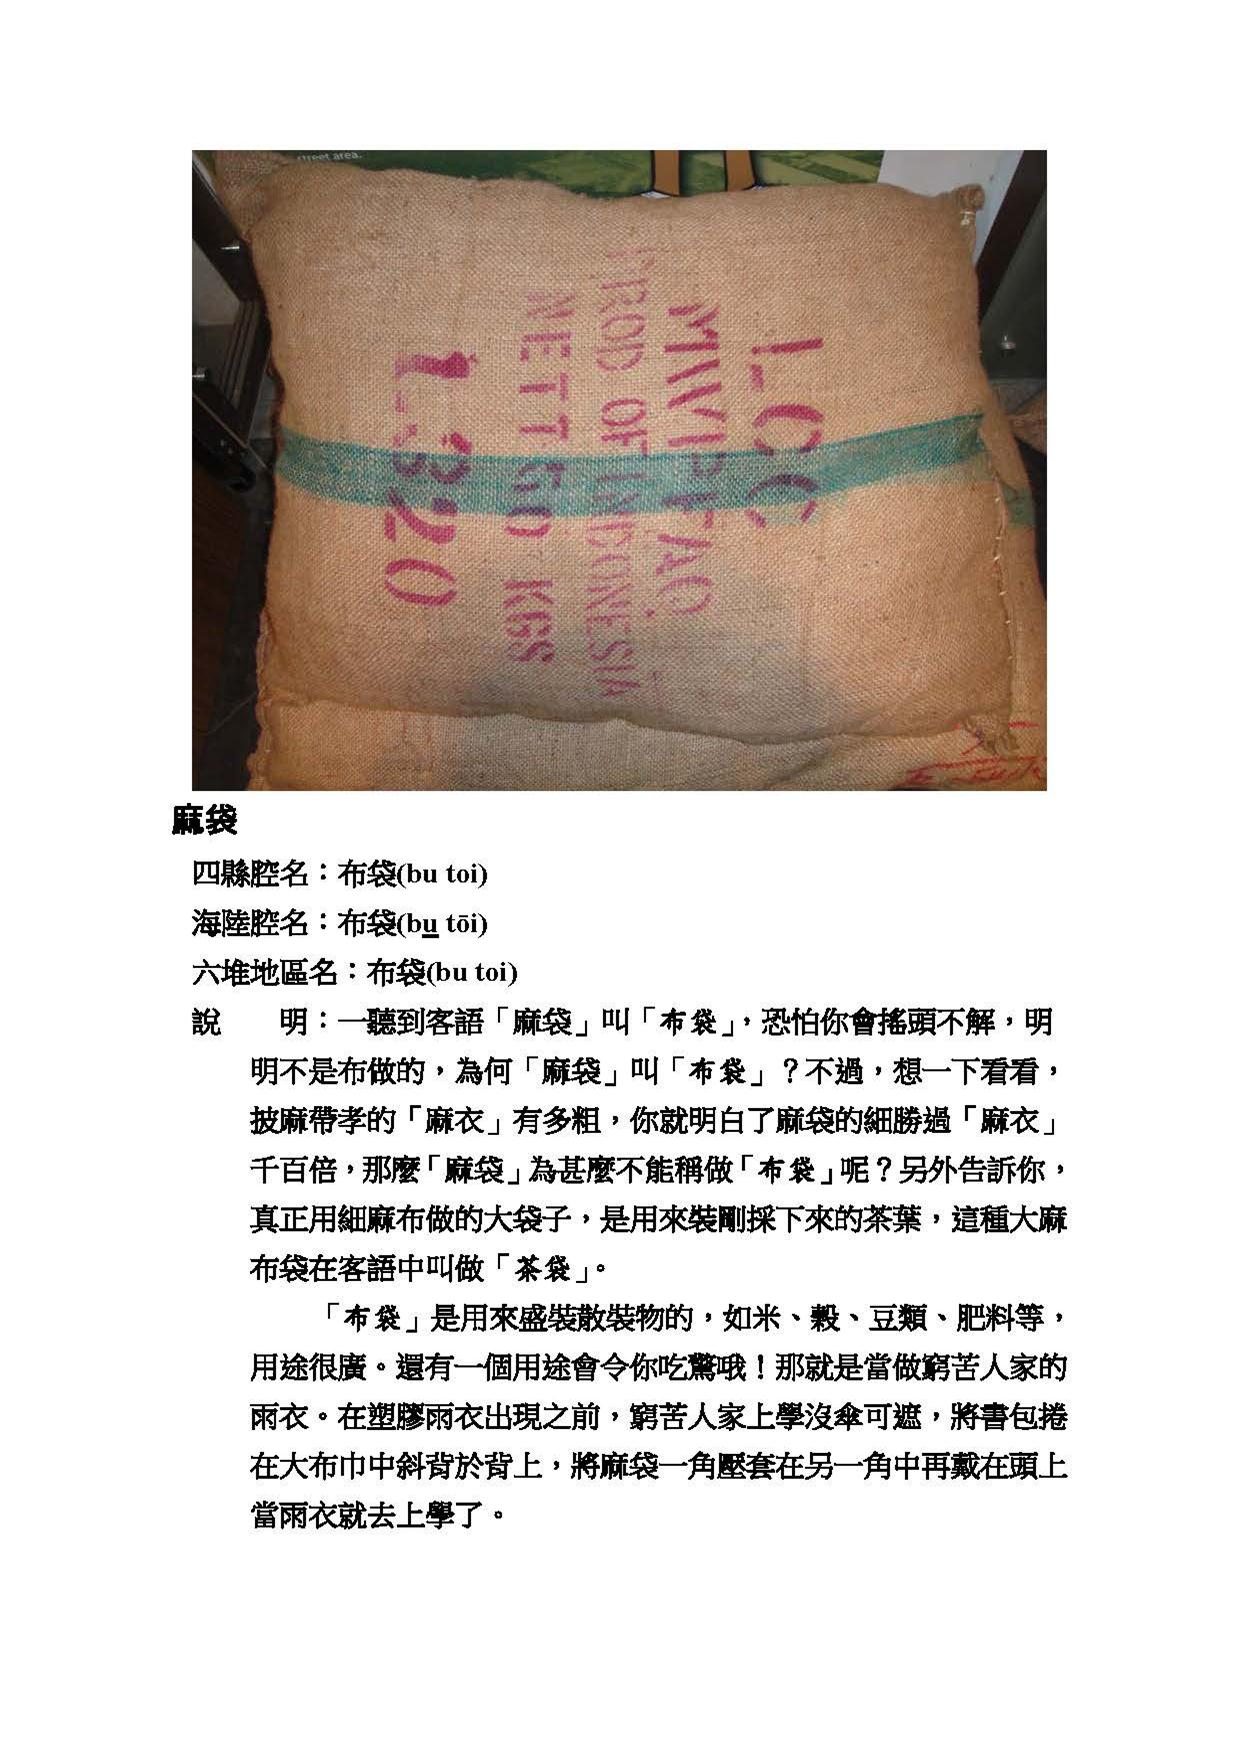 street area.
LCC
PROD OF INDONESIA
NETT 60 KGS
1320
麻袋
四縣腔名：布袋(bu toi)
海陸腔名：布袋(bu tōi)
六堆地區名：布袋(bu toi)
說　　明：一聽到客語「麻袋」叫「布袋」，恐怕你會搖頭不解，明
明不是布做的，為何「麻袋」叫「布袋」？不過，想一下看看，
披麻帶孝的「麻衣」有多粗，你就明白了麻袋的細勝過「麻衣」
千百倍，那麼「麻袋」為甚麼不能稱做「布袋」呢？另外告訴你，
真正用細麻布做的大袋子，是用來裝剛採下來的茶葉，這種大麻
布袋在客語中叫做「茶袋」。
「布袋」是用來盛裝散裝物的，如米、穀、豆類、肥料等，
用途很廣。還有一個用途會令你吃驚哦！那就是當做窮苦人家的
雨衣。在塑膠雨衣出現之前，窮苦人家上學沒傘可遮，將書包捲
在大布巾中斜背於背上，將麻袋一角壓套在另一角中再戴在頭上
當雨衣就去上學了。